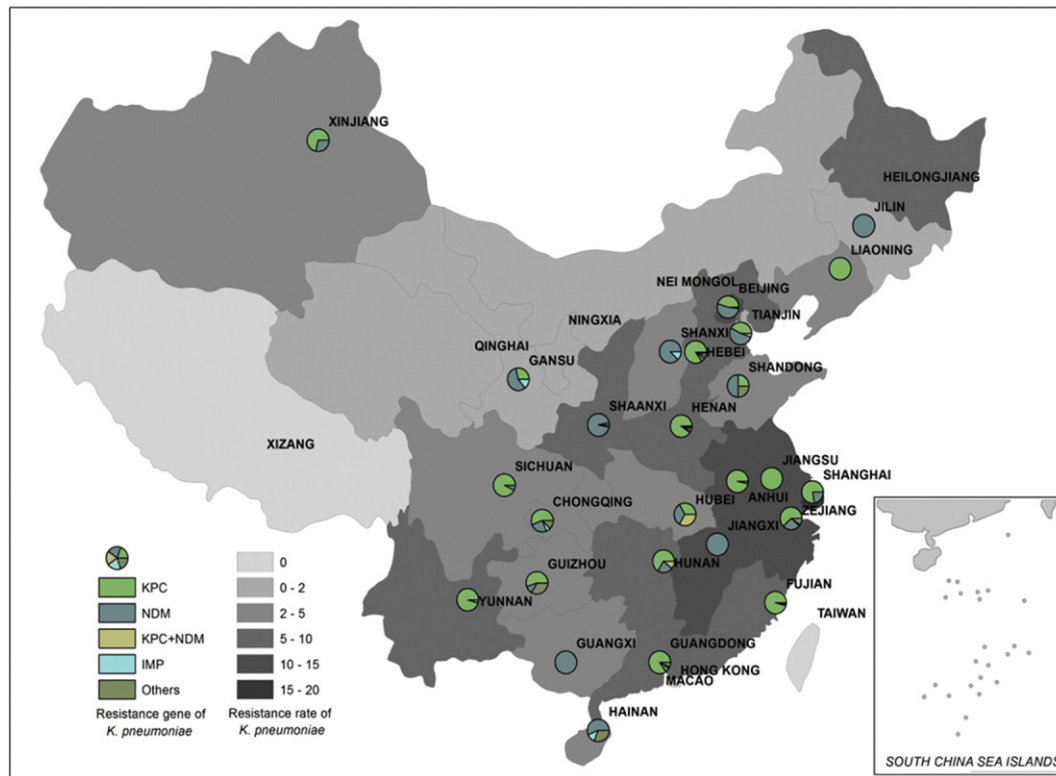 XINJIANG
HEILONGJIANG
JILIN
LIAONING
NEI MONGOL
BEIJING
TIANJIN
NINGXIA
SHANXI
QINGHAI
HEBEI
GANSU
SHANDONG
SHAANXI
HENAN
XIZANG
JIANGSU
SICHUAN
SHANGHAI
CHONGQING
HUBEI
ANHUI
ZEJIANG
JIANGXI
HUNAN
GUIZHOU
YUNNAN
FUJIAN
TAIWAN
GUANGXI
GUANGDONG
HONG KONG
MACAO
HAINAN
KPC
NDM
KPC+NDM
IMP
Others
Resistance gene of
K. pneumoniae
0
0 - 2
2 - 5
5 - 10
10 - 15
15 - 20
Resistance rate of
K. pneumoniae
SOUTH CHINA SEA ISLANDS